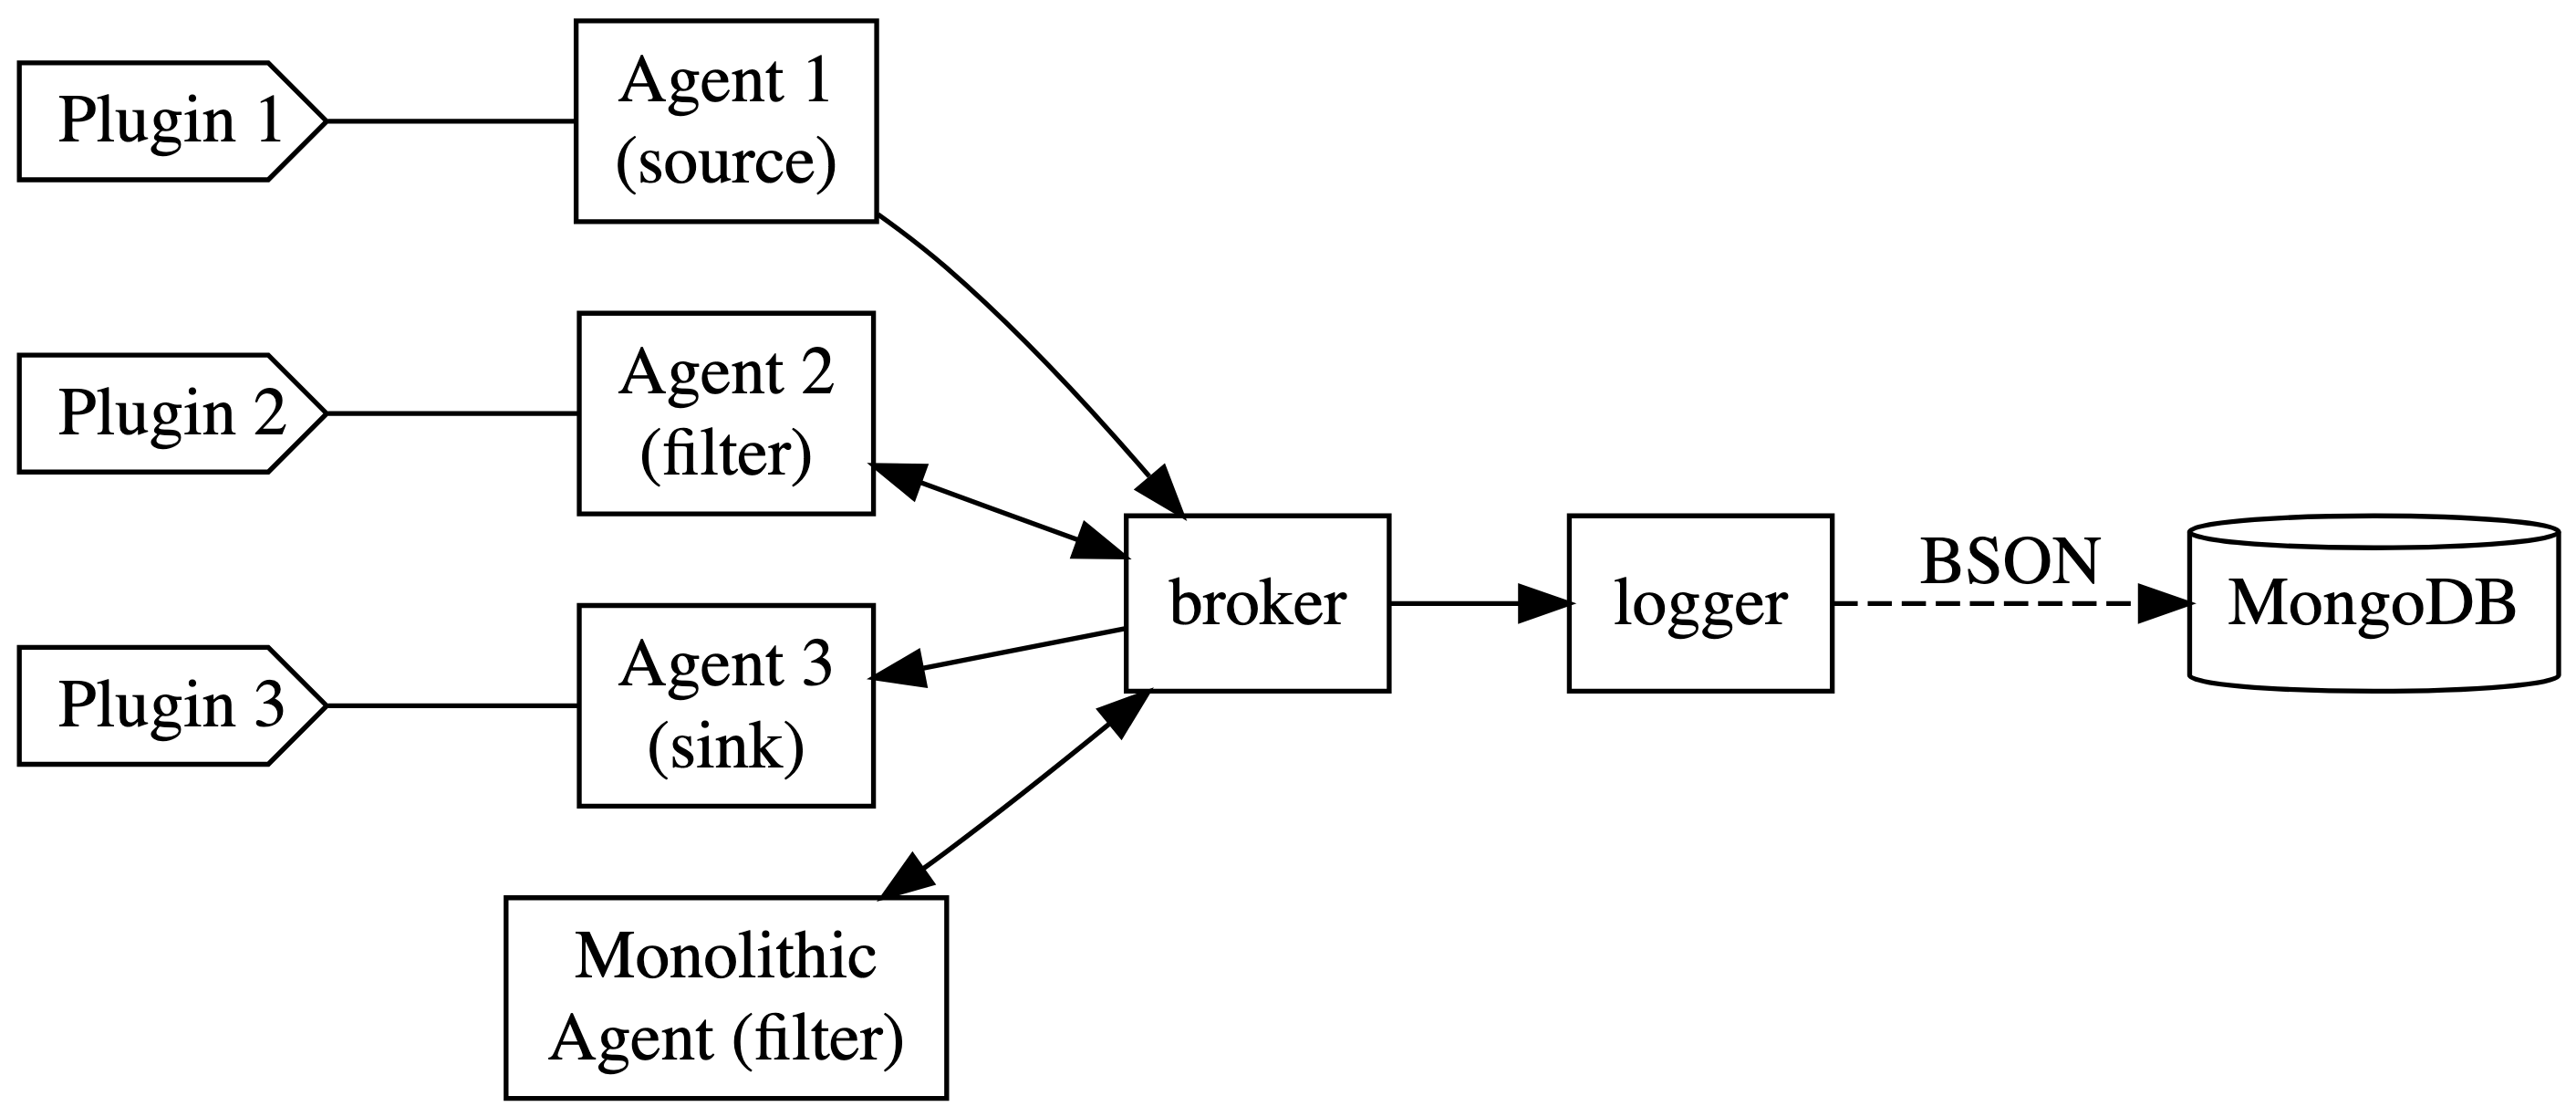 Plugin 1
Agent 1
(source)
Plugin 2
Agent 2
(filter)
Plugin 3
Agent 3
(sink)
broker
logger
BSON
MongoDB
Monolithic
Agent (filter)